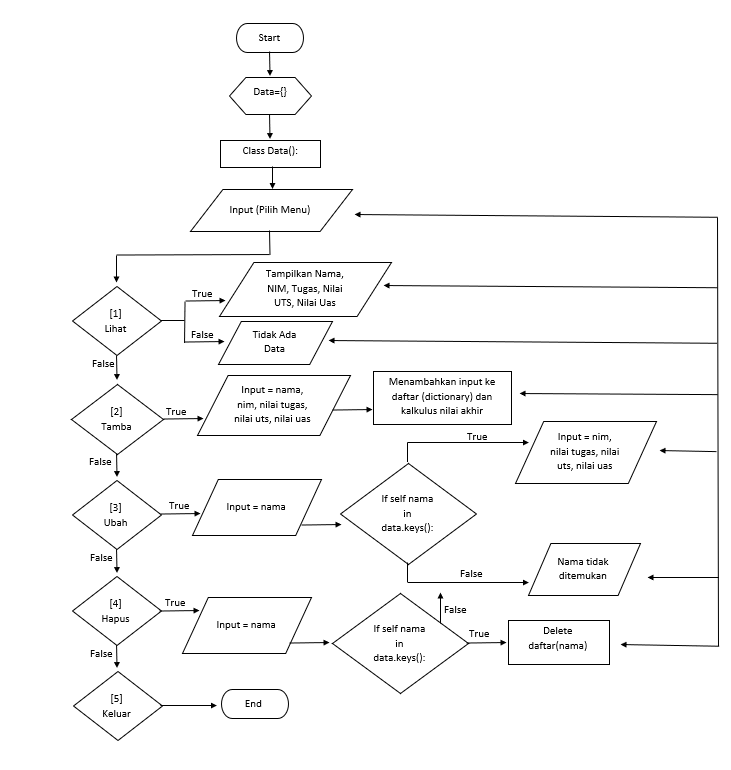 Start
Data={}
Class Data():
Input (Pilih Menu)
[1]
Lihat
True
Tampilkan Nama,
NIM, Tugas, Nilai
UTS, Nilai Uas
False
Tidak Ada
Data
False
[2]
Tamba
True
Input = nama,
nim, nilai tugas,
nilai uts, nilai uas
Menambahkan input ke
daftar (dictionary) dan
kalkulus nilai akhir
False
[3]
Ubah
True
Input = nama
If self nama
in
data.keys():
True
Input = nim,
nilai tugas, nilai
uts, nilai uas
False
Nama tidak
ditemukan
False
[4]
Hapus
True
Input = nama
If self nama
in
data.keys():
False
True
Delete
daftar(nama)
False
[5]
Keluar
End